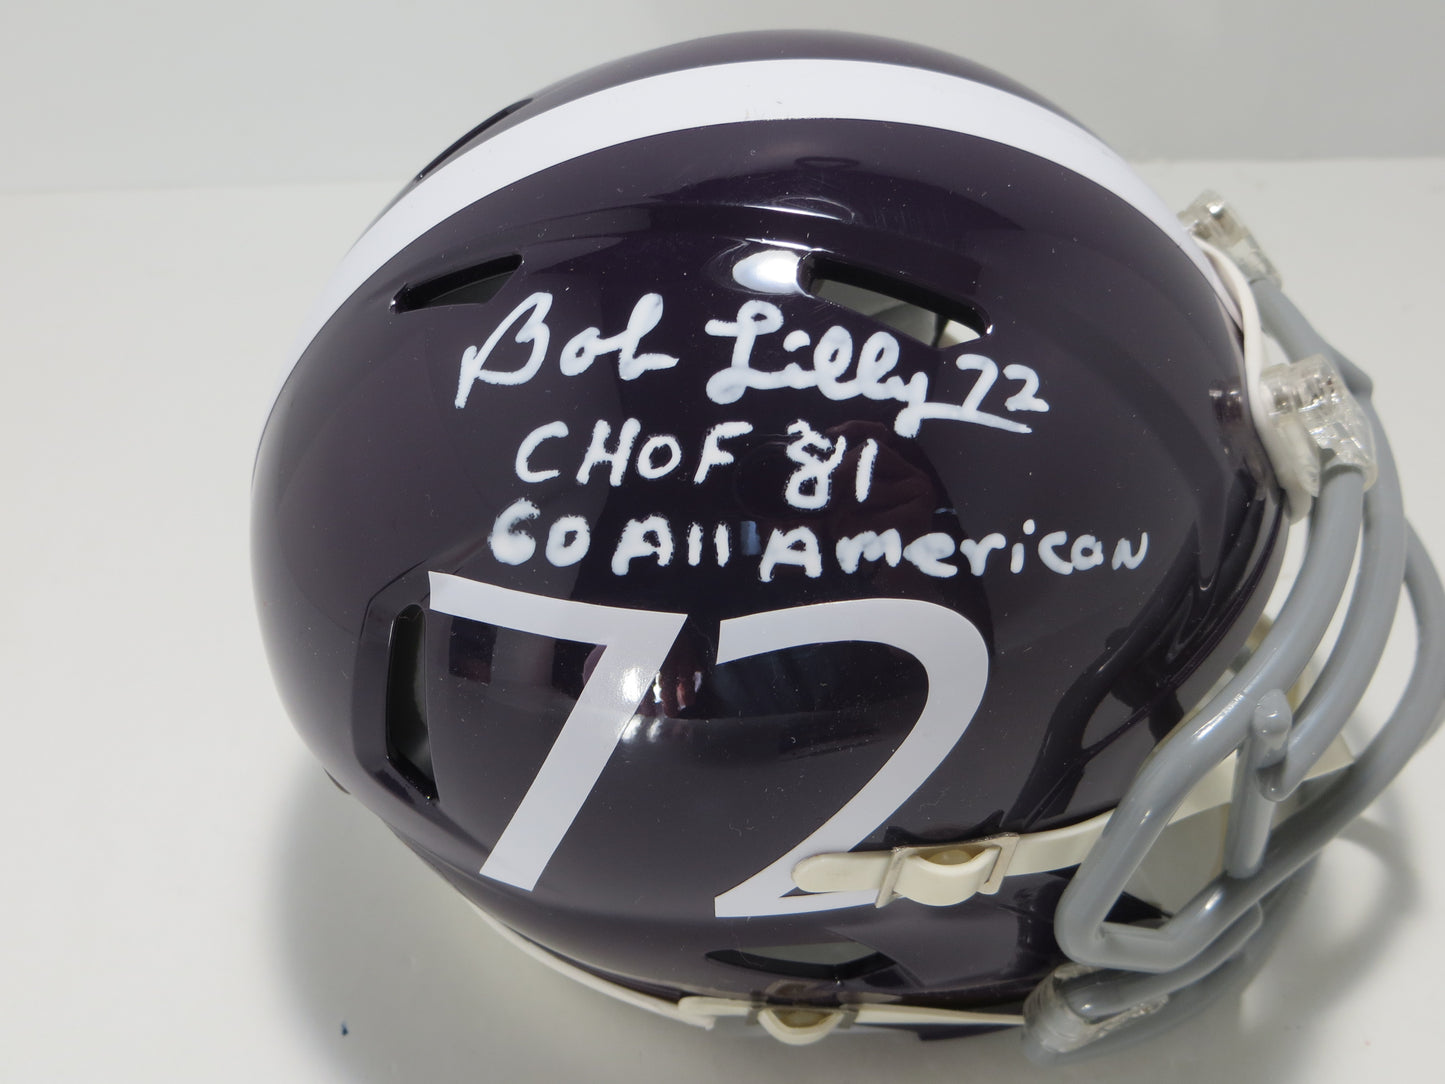 Bob Lilly 72
CHOF 81
60 All American
72